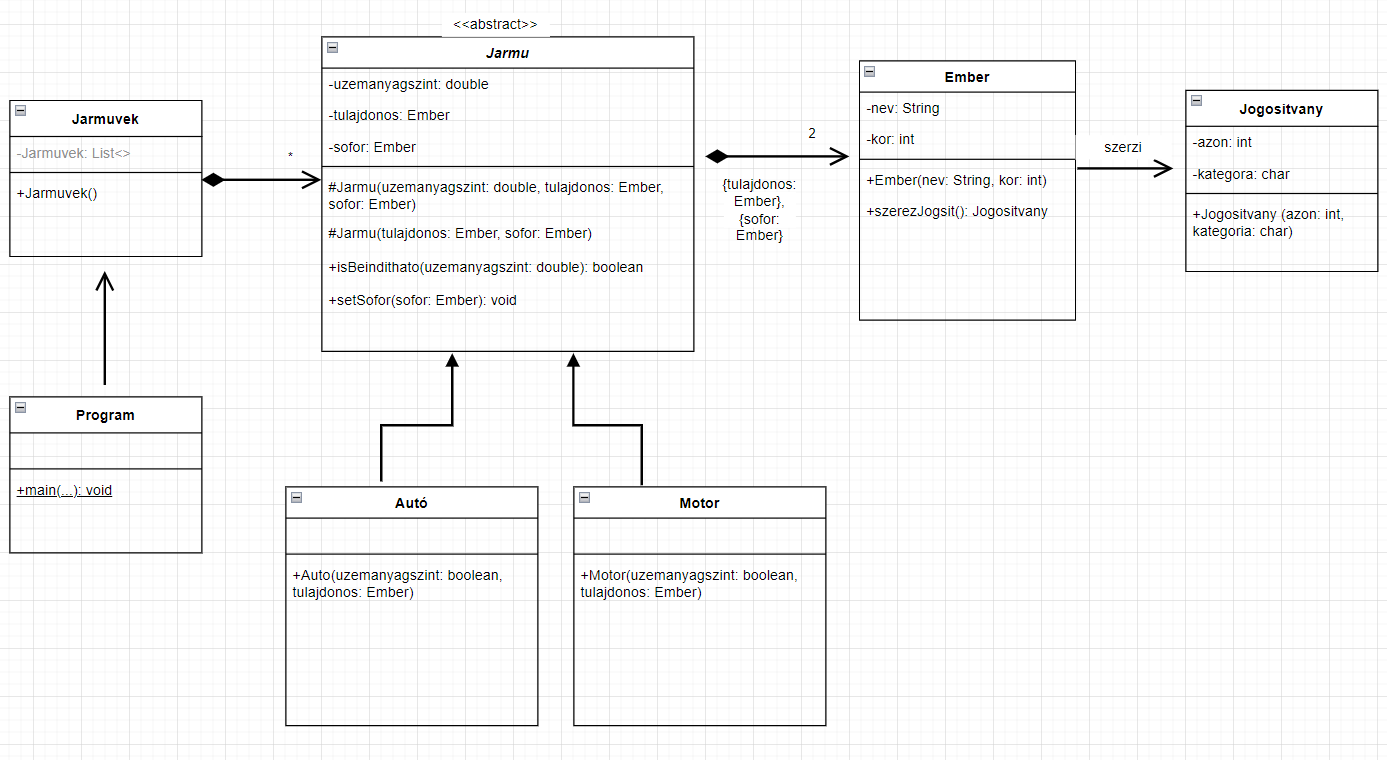 <<abstract>>
Jarmu
-uzemanyagszint: double
-tulajdonos: Ember
-sofor: Ember
#Jarmu(uzemanyagszint: double, tulajdonos: Ember,
sofor: Ember)
#Jarmu(tulajdonos: Ember, sofor: Ember)
+isBeindithato(uzemanyagszint: double): boolean
+setSofor(sofor: Ember): void
Jarmuvek
-Jarmuvek: List<>
+Jarmuvek()
*
2
{tulajdonos:
Ember},
{sofor:
Ember}
Ember
-nev: String
-kor: int
+Ember(nev: String, kor: int)
+szerezJogsit(): Jogositvany
szerzi
Jogositvany
-azon: int
-kategora: char
+Jogositvany (azon: int,
kategoria: char)
Program
+main(...): void
Autó
+Auto(uzemanyagszint: boolean,
tulajdonos: Ember)
Motor
+Motor(uzemanyagszint: boolean,
tulajdonos: Ember)